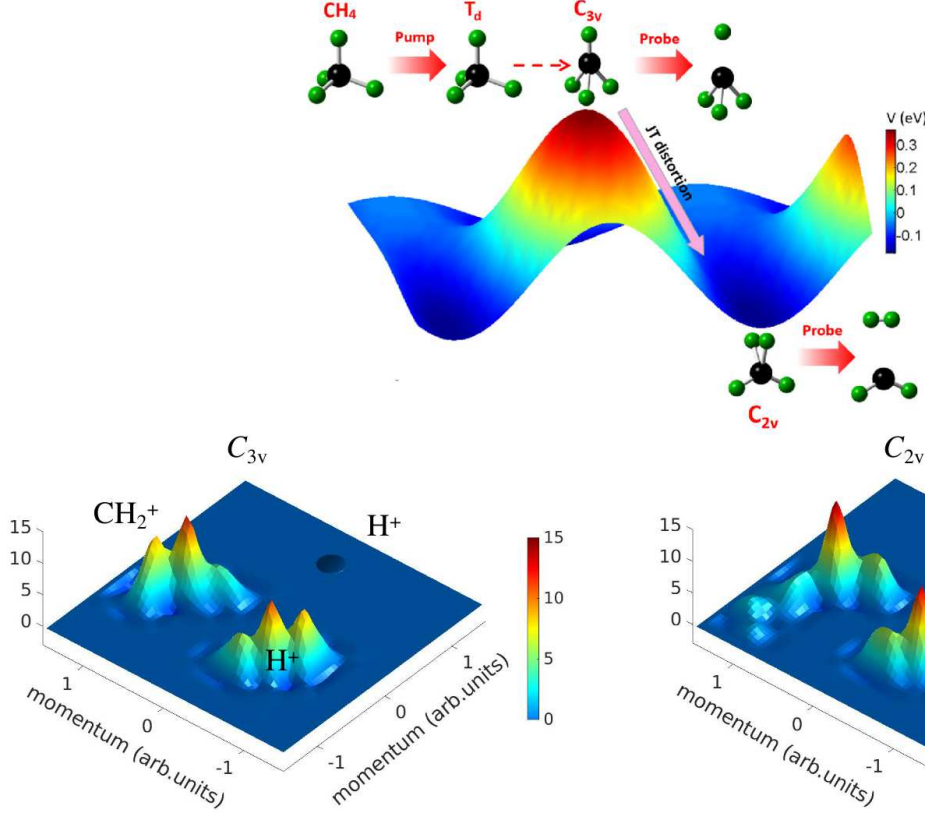 CH4
Td
C3v
Pump
Probe
JT distortion
V (eV)
0.3
0.2
0.1
0
-0.1
Probe
C2v
C3v
C2v
CH2+
H+
H+
15
10
5
0
1
0
-1
momentum (arb.units)
-1
0
1
momentum (arb.units)
15
10
5
0
15
10
5
0
1
0
-1
momentum (arb.units)